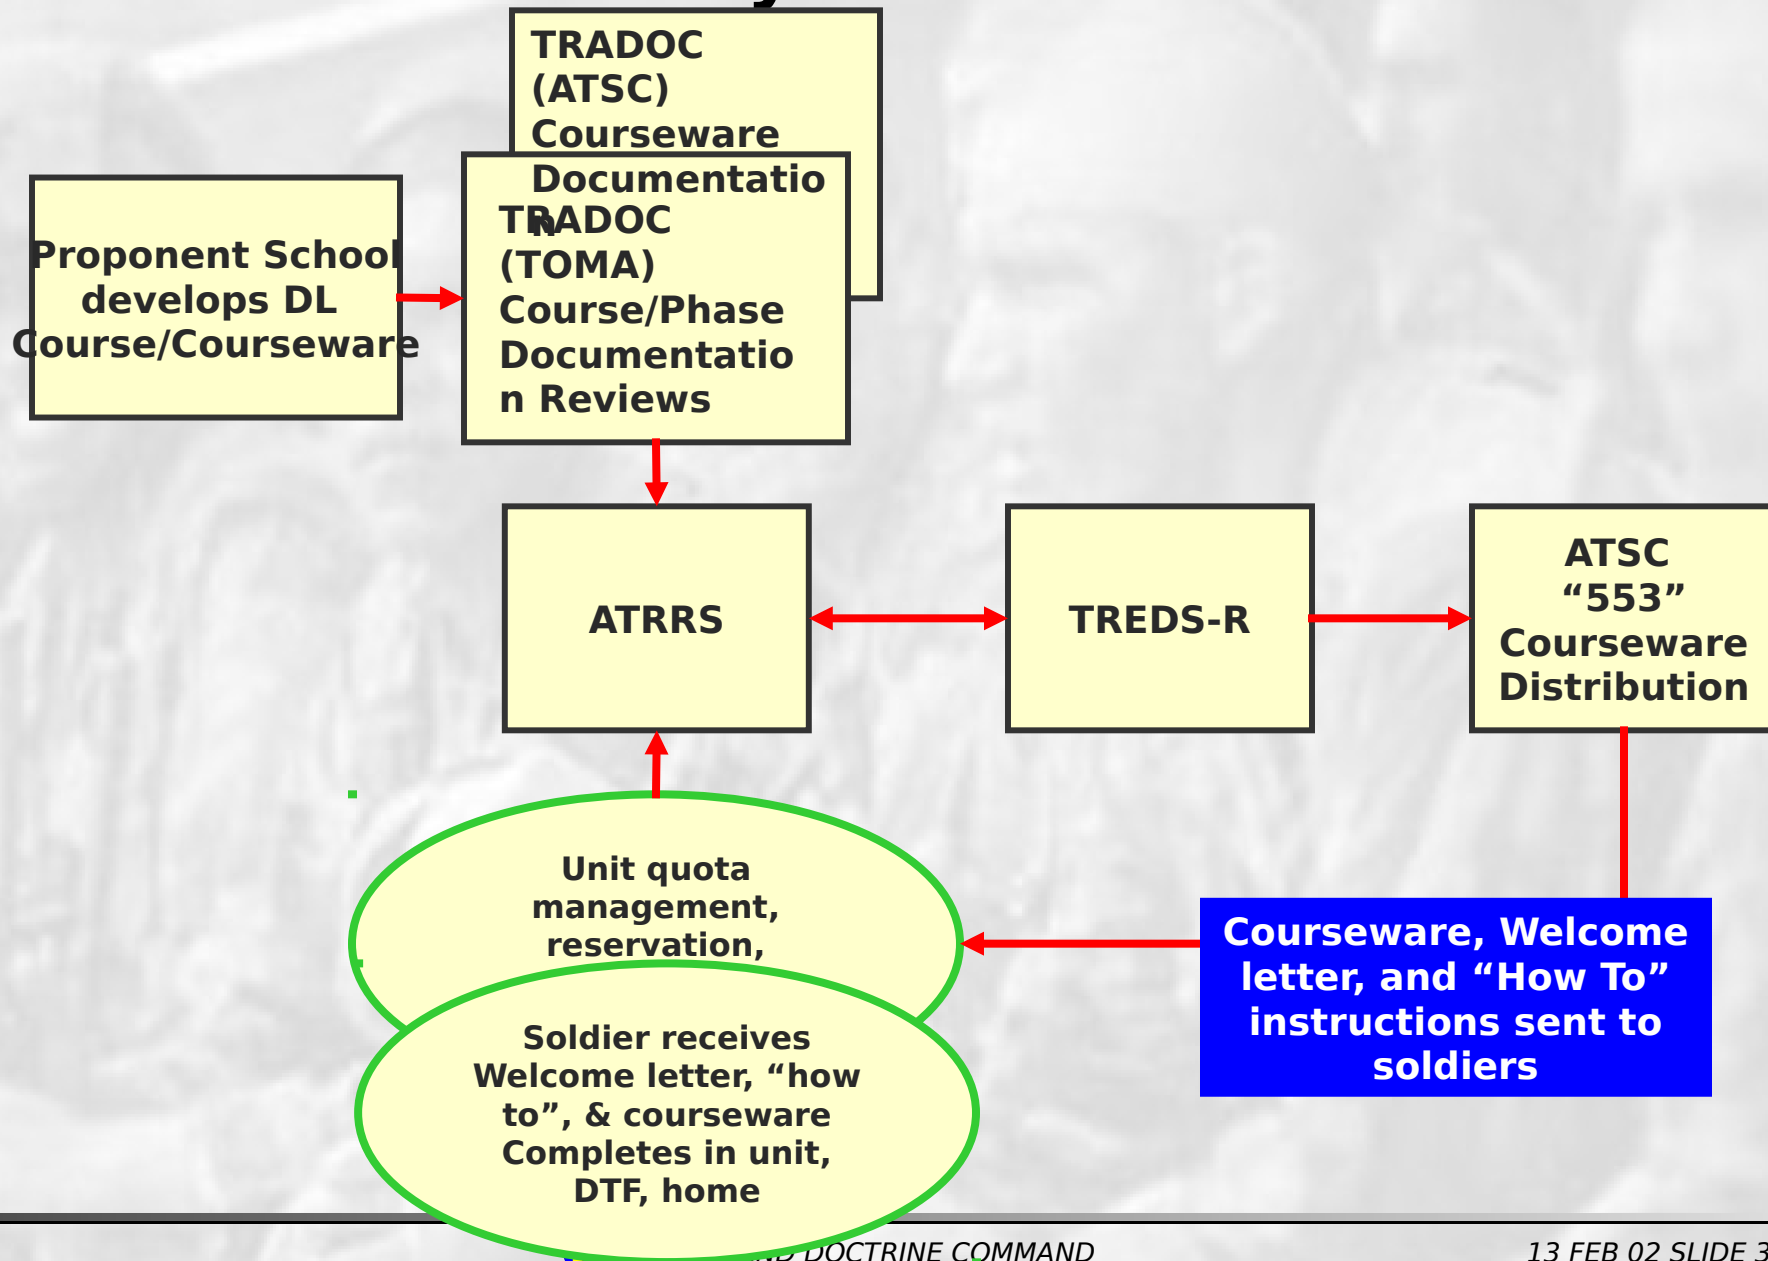 TRADOC
(ATSC)
Courseware
Documentatio
n
TRADOC
(TOMA)
Course/Phase
Documentatio
n Reviews
Proponent School
develops DL
Course/Courseware
ATRRS
TREDS-R
ATSC
“553”
Courseware
Distribution
Unit quota
management,
reservation,
Courseware, Welcome
letter, and “How To”
instructions sent to
soldiers
Soldier receives
Welcome letter, “how
to”, & courseware
Completes in unit,
DTF, home
DOCTRINE COMMAND
13 FEB 02 SLIDE 3